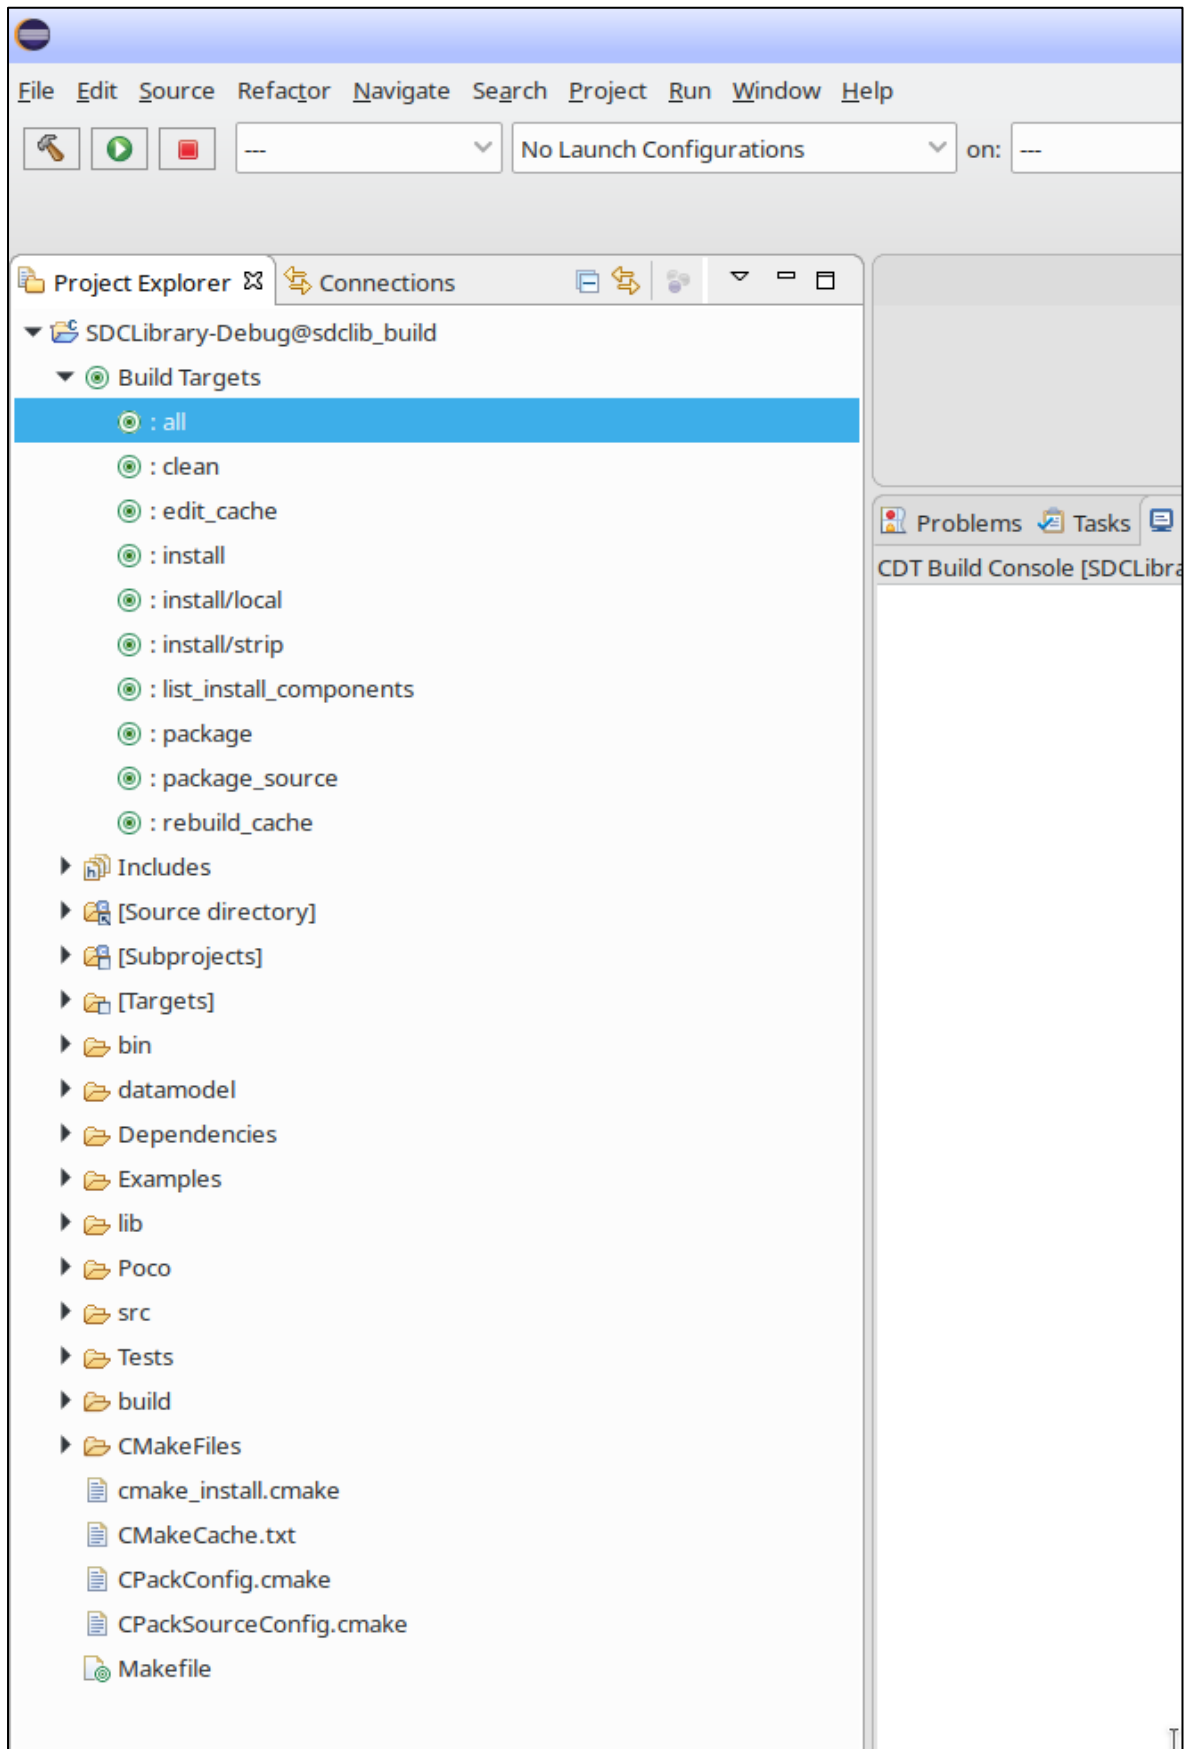 File Edit Source Refactor Navigate Search Project Run Window Help
--- No Launch Configurations on: ---
Project Explorer Connections
SDCLibrary-Debug@sdclib_build
Build Targets
: all
: clean
: edit_cache
: install
: install/local
: install/strip
: list_install_components
: package
: package_source
: rebuild_cache
Includes
[Source directory]
[Subprojects]
[Targets]
bin
datamodel
Dependencies
Examples
lib
Poco
src
Tests
build
CMakeFiles
cmake_install.cmake
CMakeCache.txt
CPackConfig.cmake
CPackSourceConfig.cmake
Makefile
Problems Tasks
CDT Build Console [SDCLibra